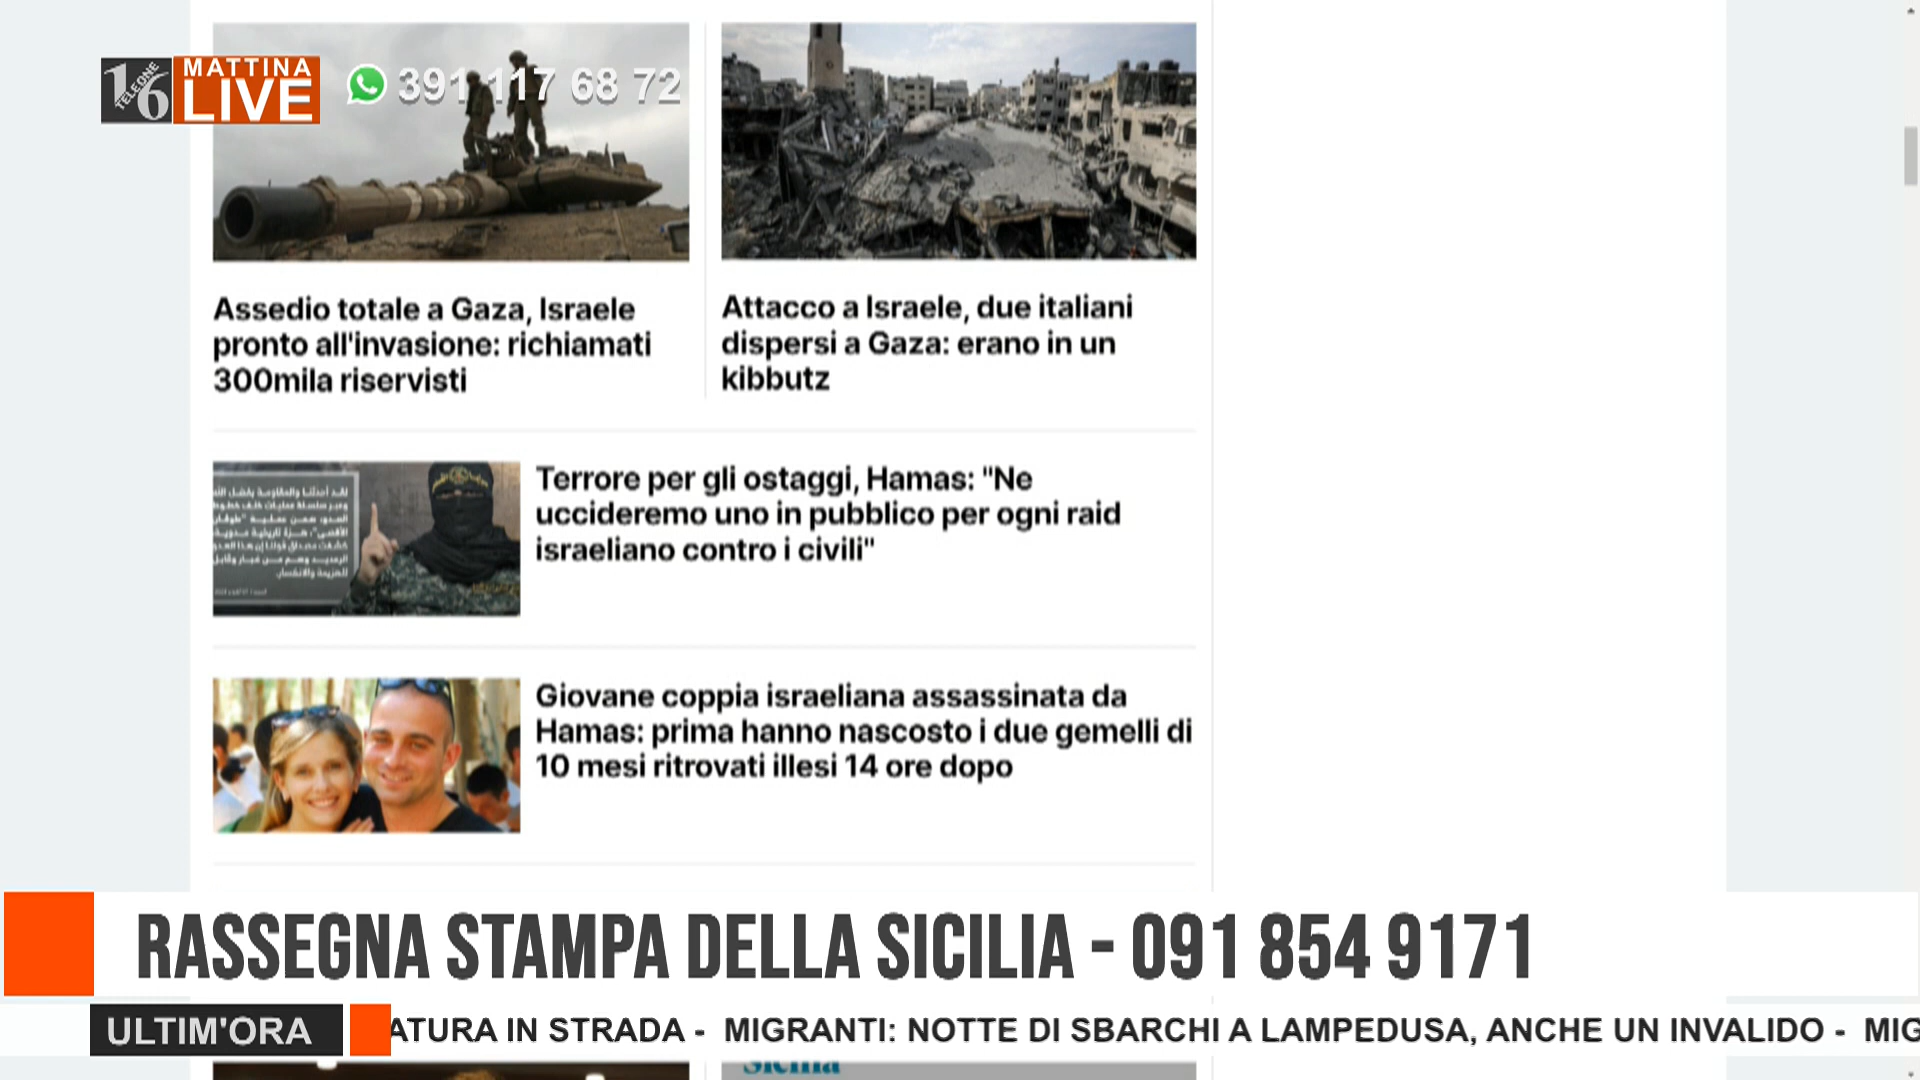 16
TELEONE
MATTINA
LIVE
391 117 68 72
Assedio totale a Gaza, Israele
pronto all'invasione: richiamati
300mila riservisti
Attacco a Israele, due italiani
dispersi a Gaza: erano in un
kibbutz
Terrore per gli ostaggi, Hamas: "Ne
uccideremo uno in pubblico per ogni raid
israeliano contro i civili"
Giovane coppia israeliana assassinata da
Hamas: prima hanno nascosto i due gemelli di
10 mesi ritrovati illesi 14 ore dopo
RASSEGNA STAMPA DELLA SICILIA - 091 854 9171
ULTIM'ORA
ATURA IN STRADA - MIGRANTI: NOTTE DI SBARCHI A LAMPEDUSA, ANCHE UN INVALIDO - MIG
Sicilia